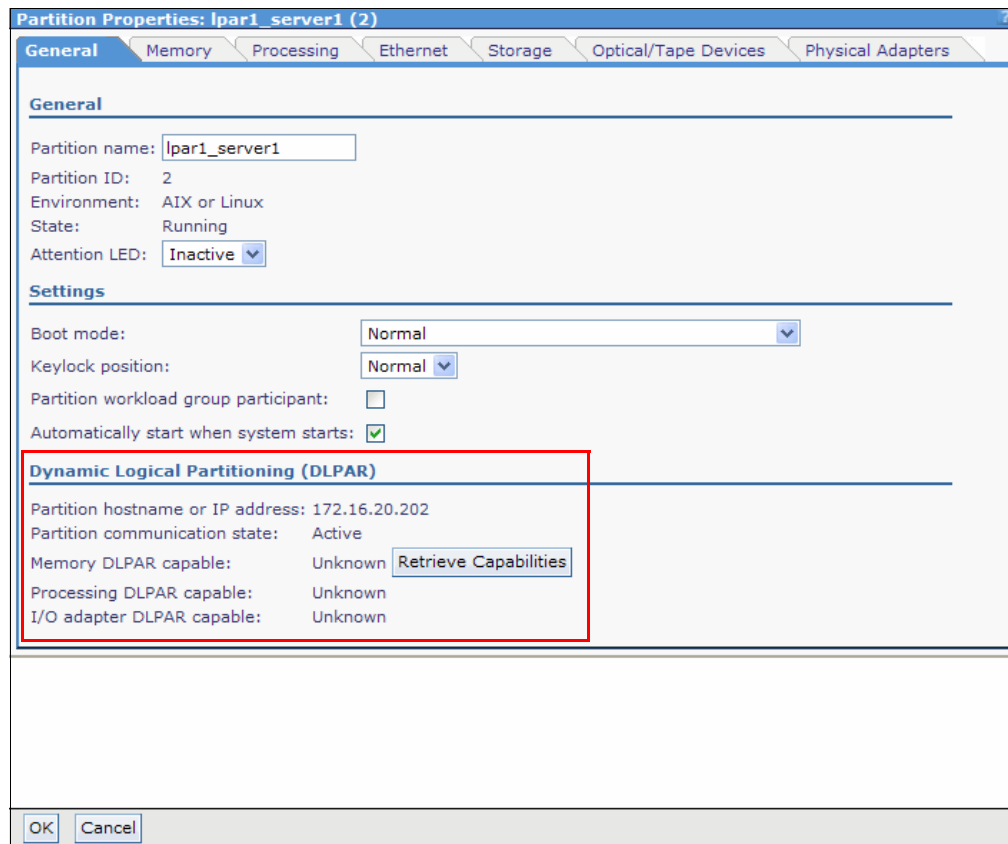 Partition Properties: lpar1_server1 (2)
?
General Memory Processing Ethernet Storage Optical/Tape Devices Physical Adapters
General
Partition name: lpar1_server1
Partition ID: 2
Environment: AIX or Linux
State: Running
Attention LED: Inactive
Settings
Boot mode: Normal
Keylock position: Normal
Partition workload group participant:
Automatically start when system starts:
Dynamic Logical Partitioning (DLPAR)
Partition hostname or IP address: 172.16.20.202
Partition communication state: Active
Memory DLPAR capable: Unknown Retrieve Capabilities
Processing DLPAR capable: Unknown
I/O adapter DLPAR capable: Unknown
OK Cancel